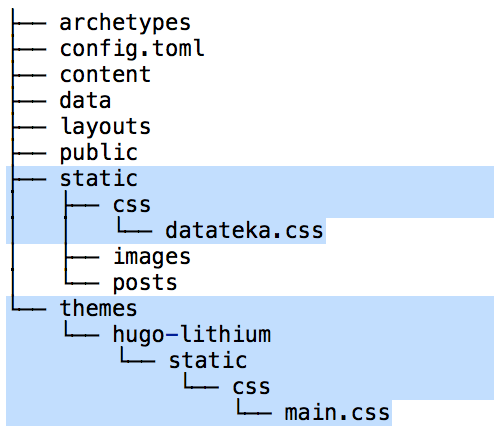 ├── archetypes
├── config.toml
├── content
├── data
├── layouts
├── public
├── static
│   ├── css
│   │   └── datateka.css
│   ├── images
│   └── posts
└── themes
    └── hugo-lithium
        └── static
            └── css
                └── main.css